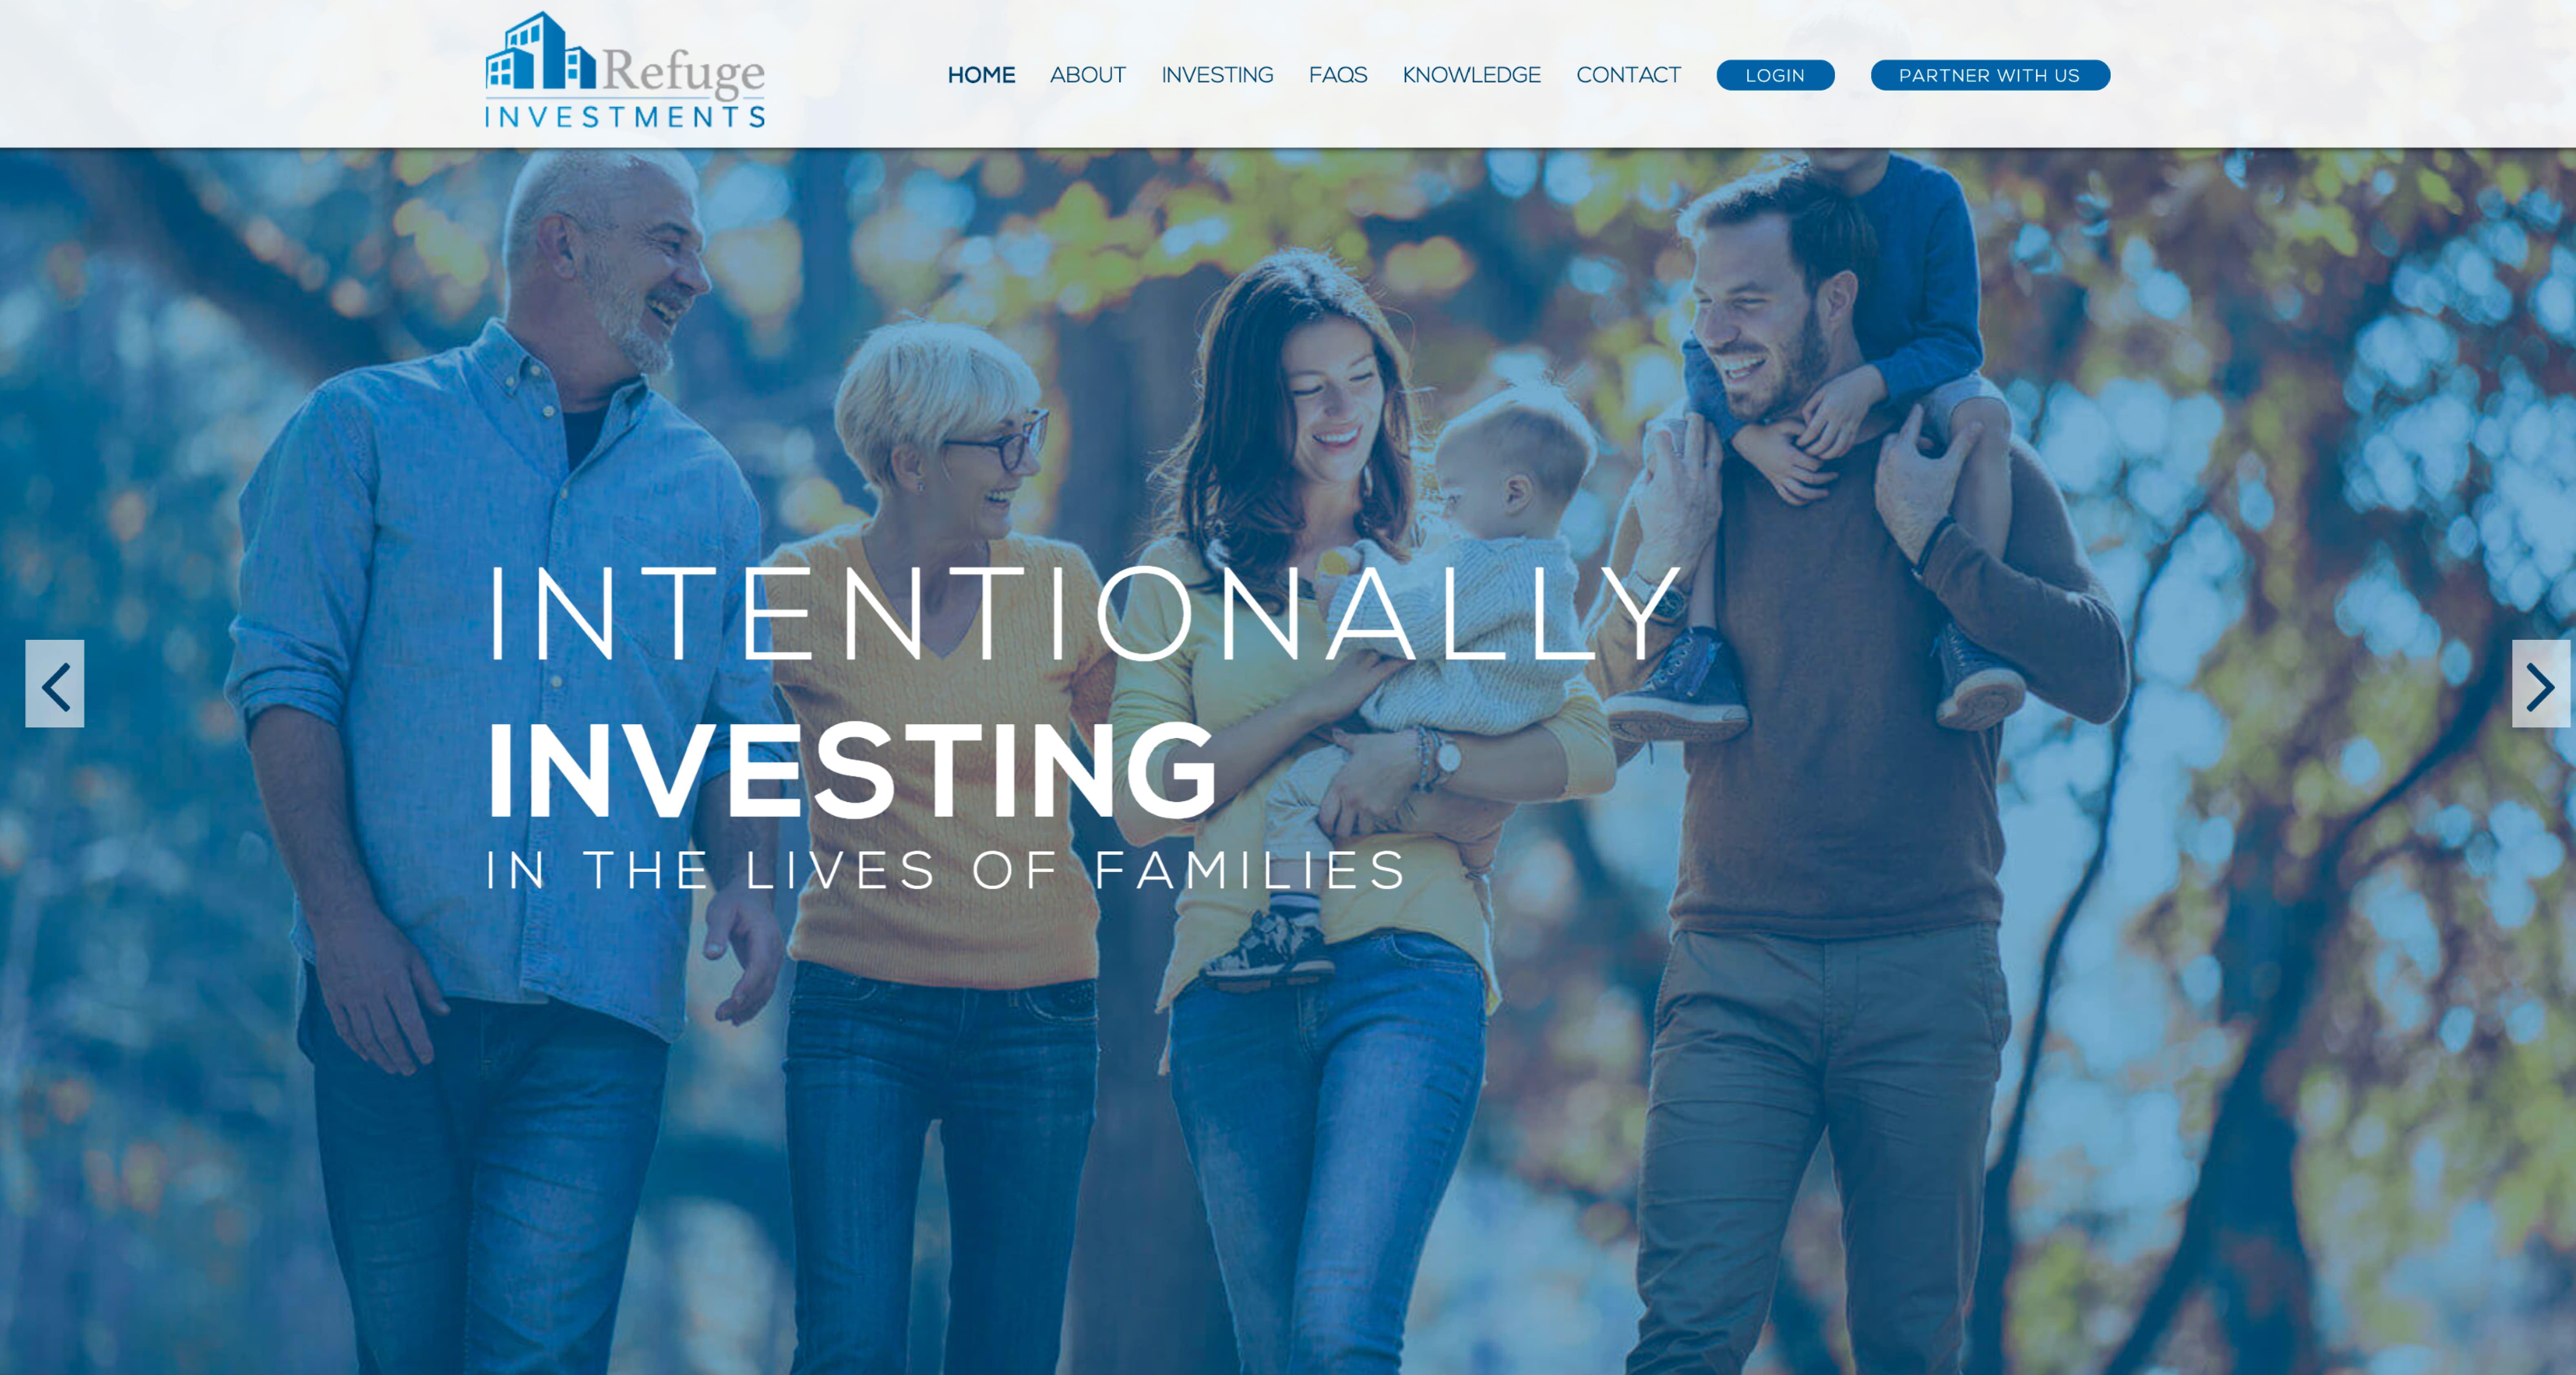 Refuge
INVESTMENTS
HOME ABOUT INVESTING FAQS KNOWLEDGE CONTACT LOGIN PARTNER WITH US
INTENTIONALLY
INVESTING
IN THE LIVES OF FAMILIES